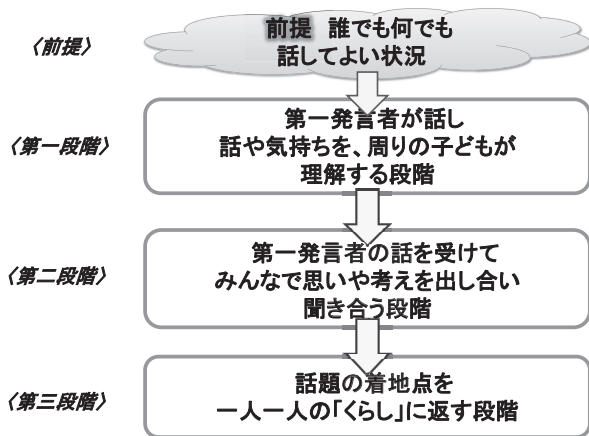 〈前提〉
前提 誰でも何でも
話してよい状況
〈第一段階〉
第一発言者が話し
話や気持ちを、周りの子どもが
理解する段階
〈第二段階〉
第一発言者の話を受けて
みんなで思いや考えを出し合い
聞き合う段階
〈第三段階〉
話題の着地点を
一人一人の「くらし」に返す段階